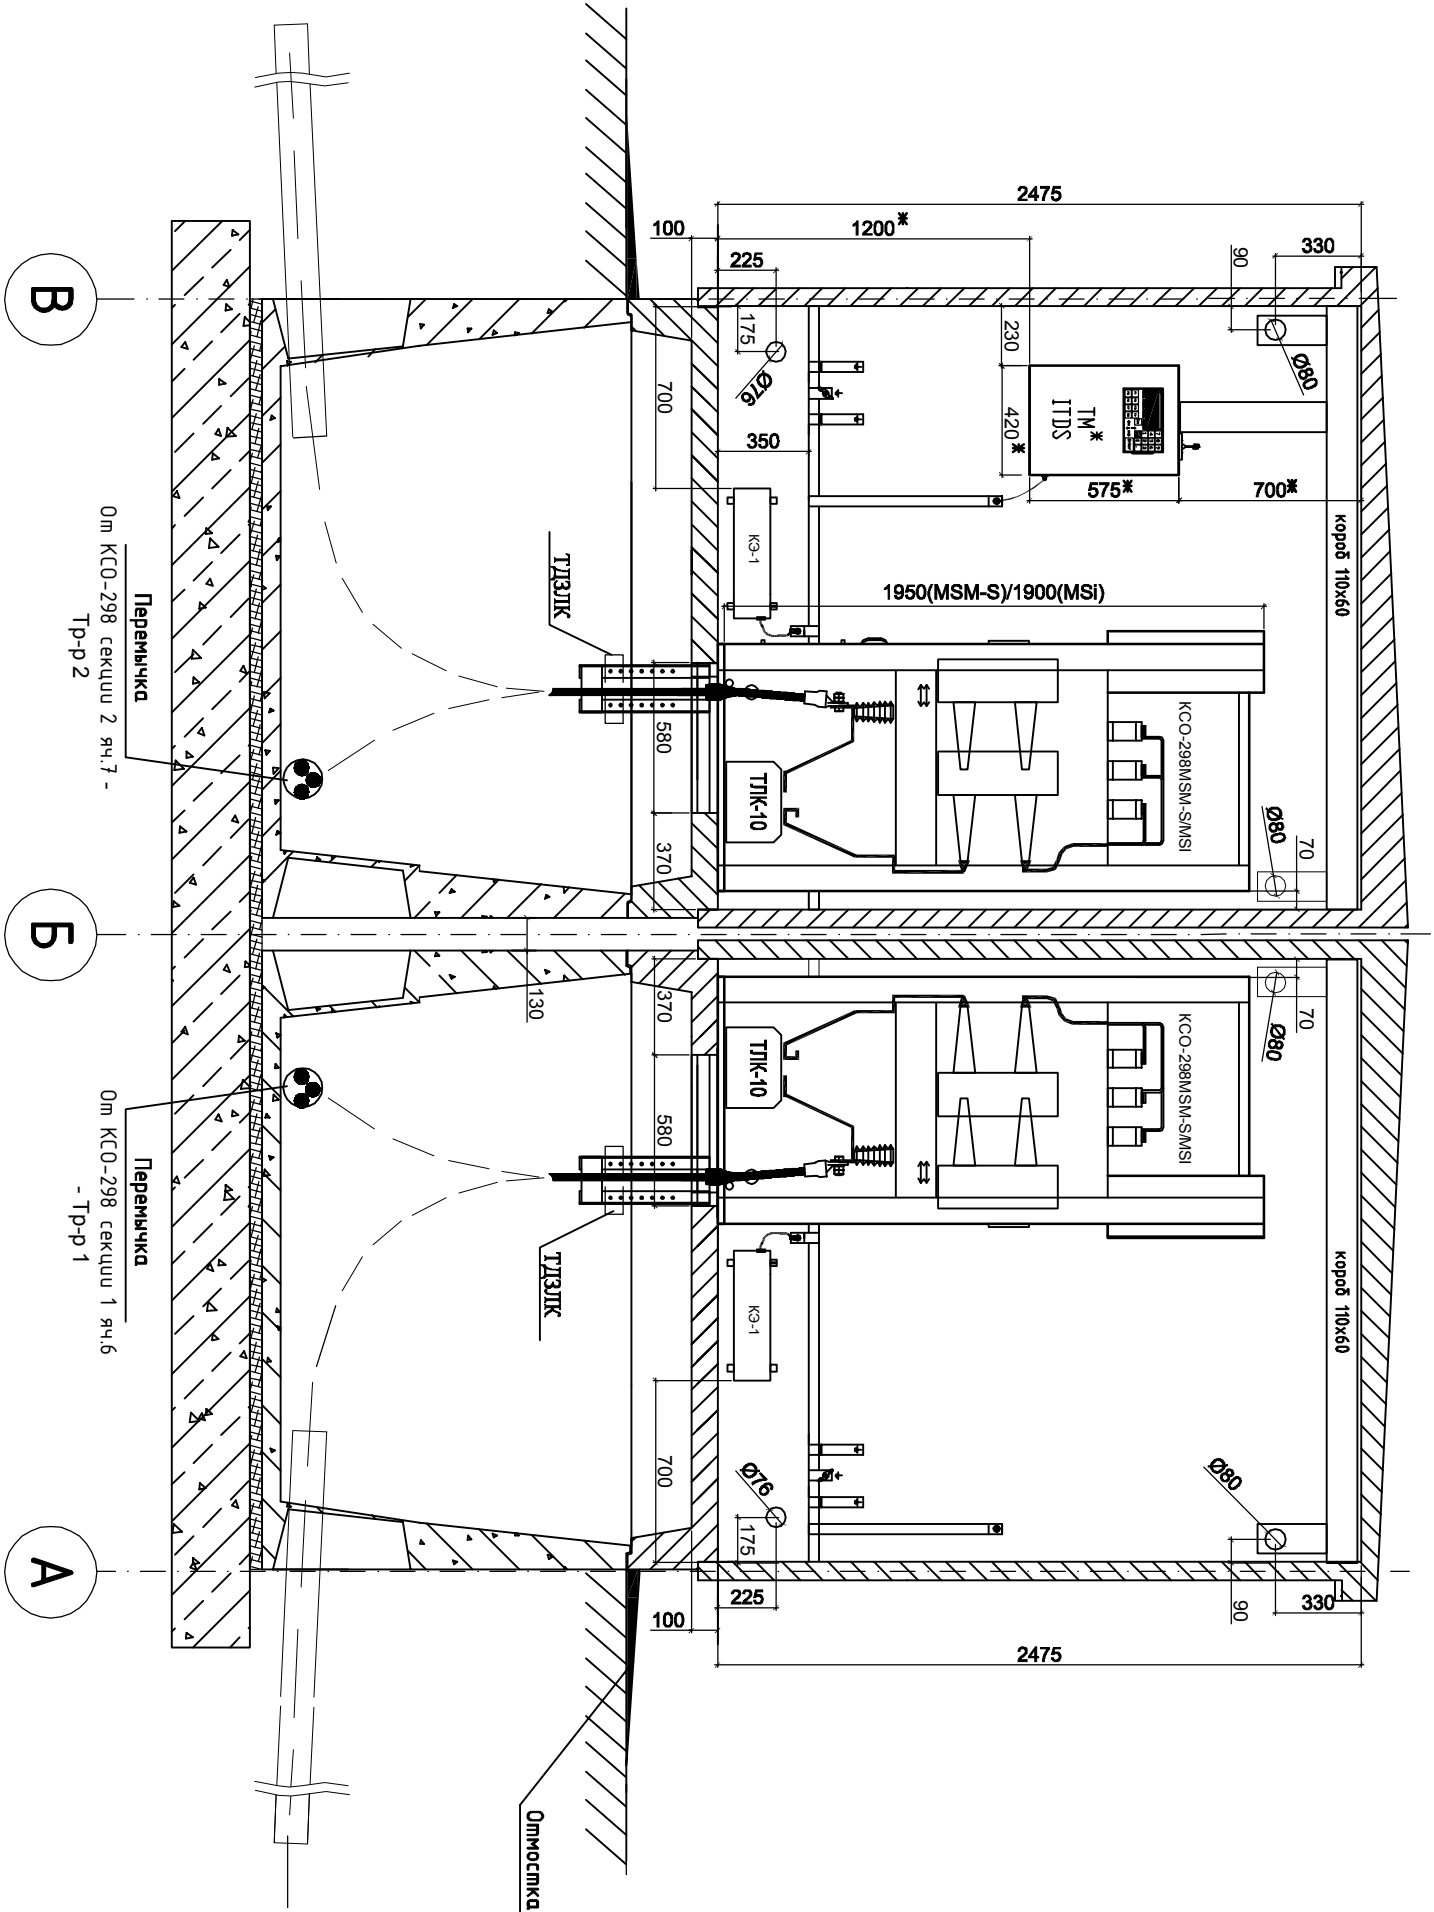 короб 110х60
короб 110х60
330
90
Ø80
2475
1200*
100
225
175
Ø76
700
350
230
420*
575*
700*
TM*
ITDS
КЭ-1
1950(MSM-S)/1900(MSi)
КСО-298MSM-S/MSI
Ø80
70
ТЛК-10
580
370
ТДЗЛК
130
70
Ø80
КСО-298MSM-S/MSI
ТЛК-10
370
580
ТДЗЛК
КЭ-1
700
Ø76
175
225
100
Ø80
90
330
2475
Отмостка
Перемычка
От КСО-298 секции 2 яч.7 -
Тр-р 2
Перемычка
От КСО-298 секции 1 яч.6
- Тр-р 1
В
Б
А